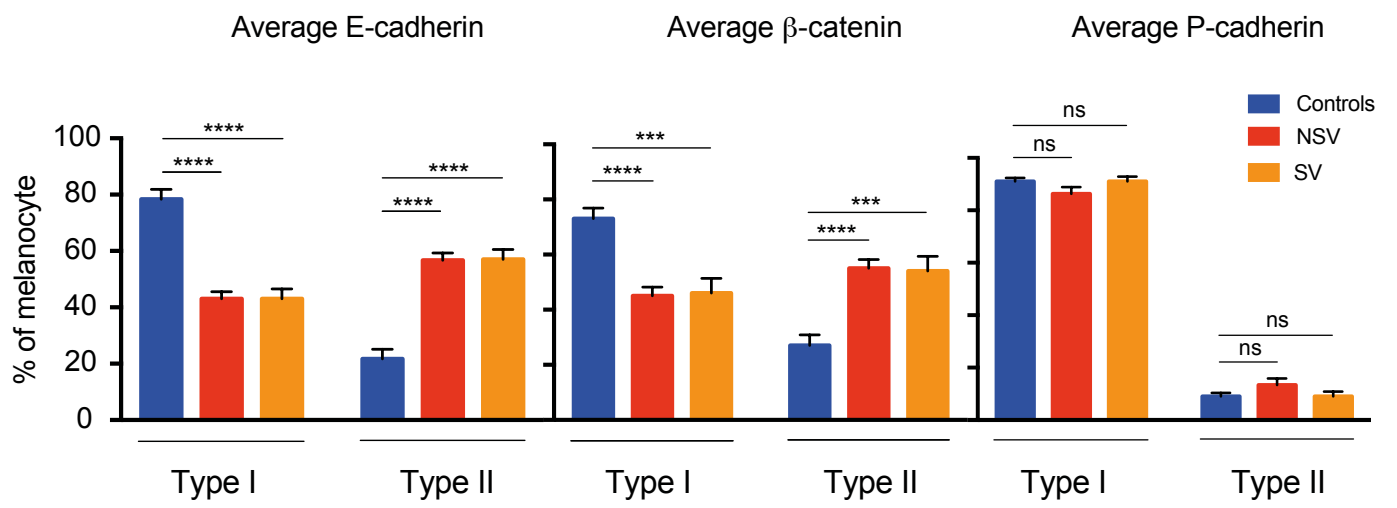 Average E-cadherin
Average β-catenin
Average P-cadherin
Controls
NSV
SV
% of melanocyte
100
80
60
40
20
0
****
****
****
****
***
****
***
****
ns
ns
ns
ns
Type I
Type II
Type I
Type II
Type I
Type II